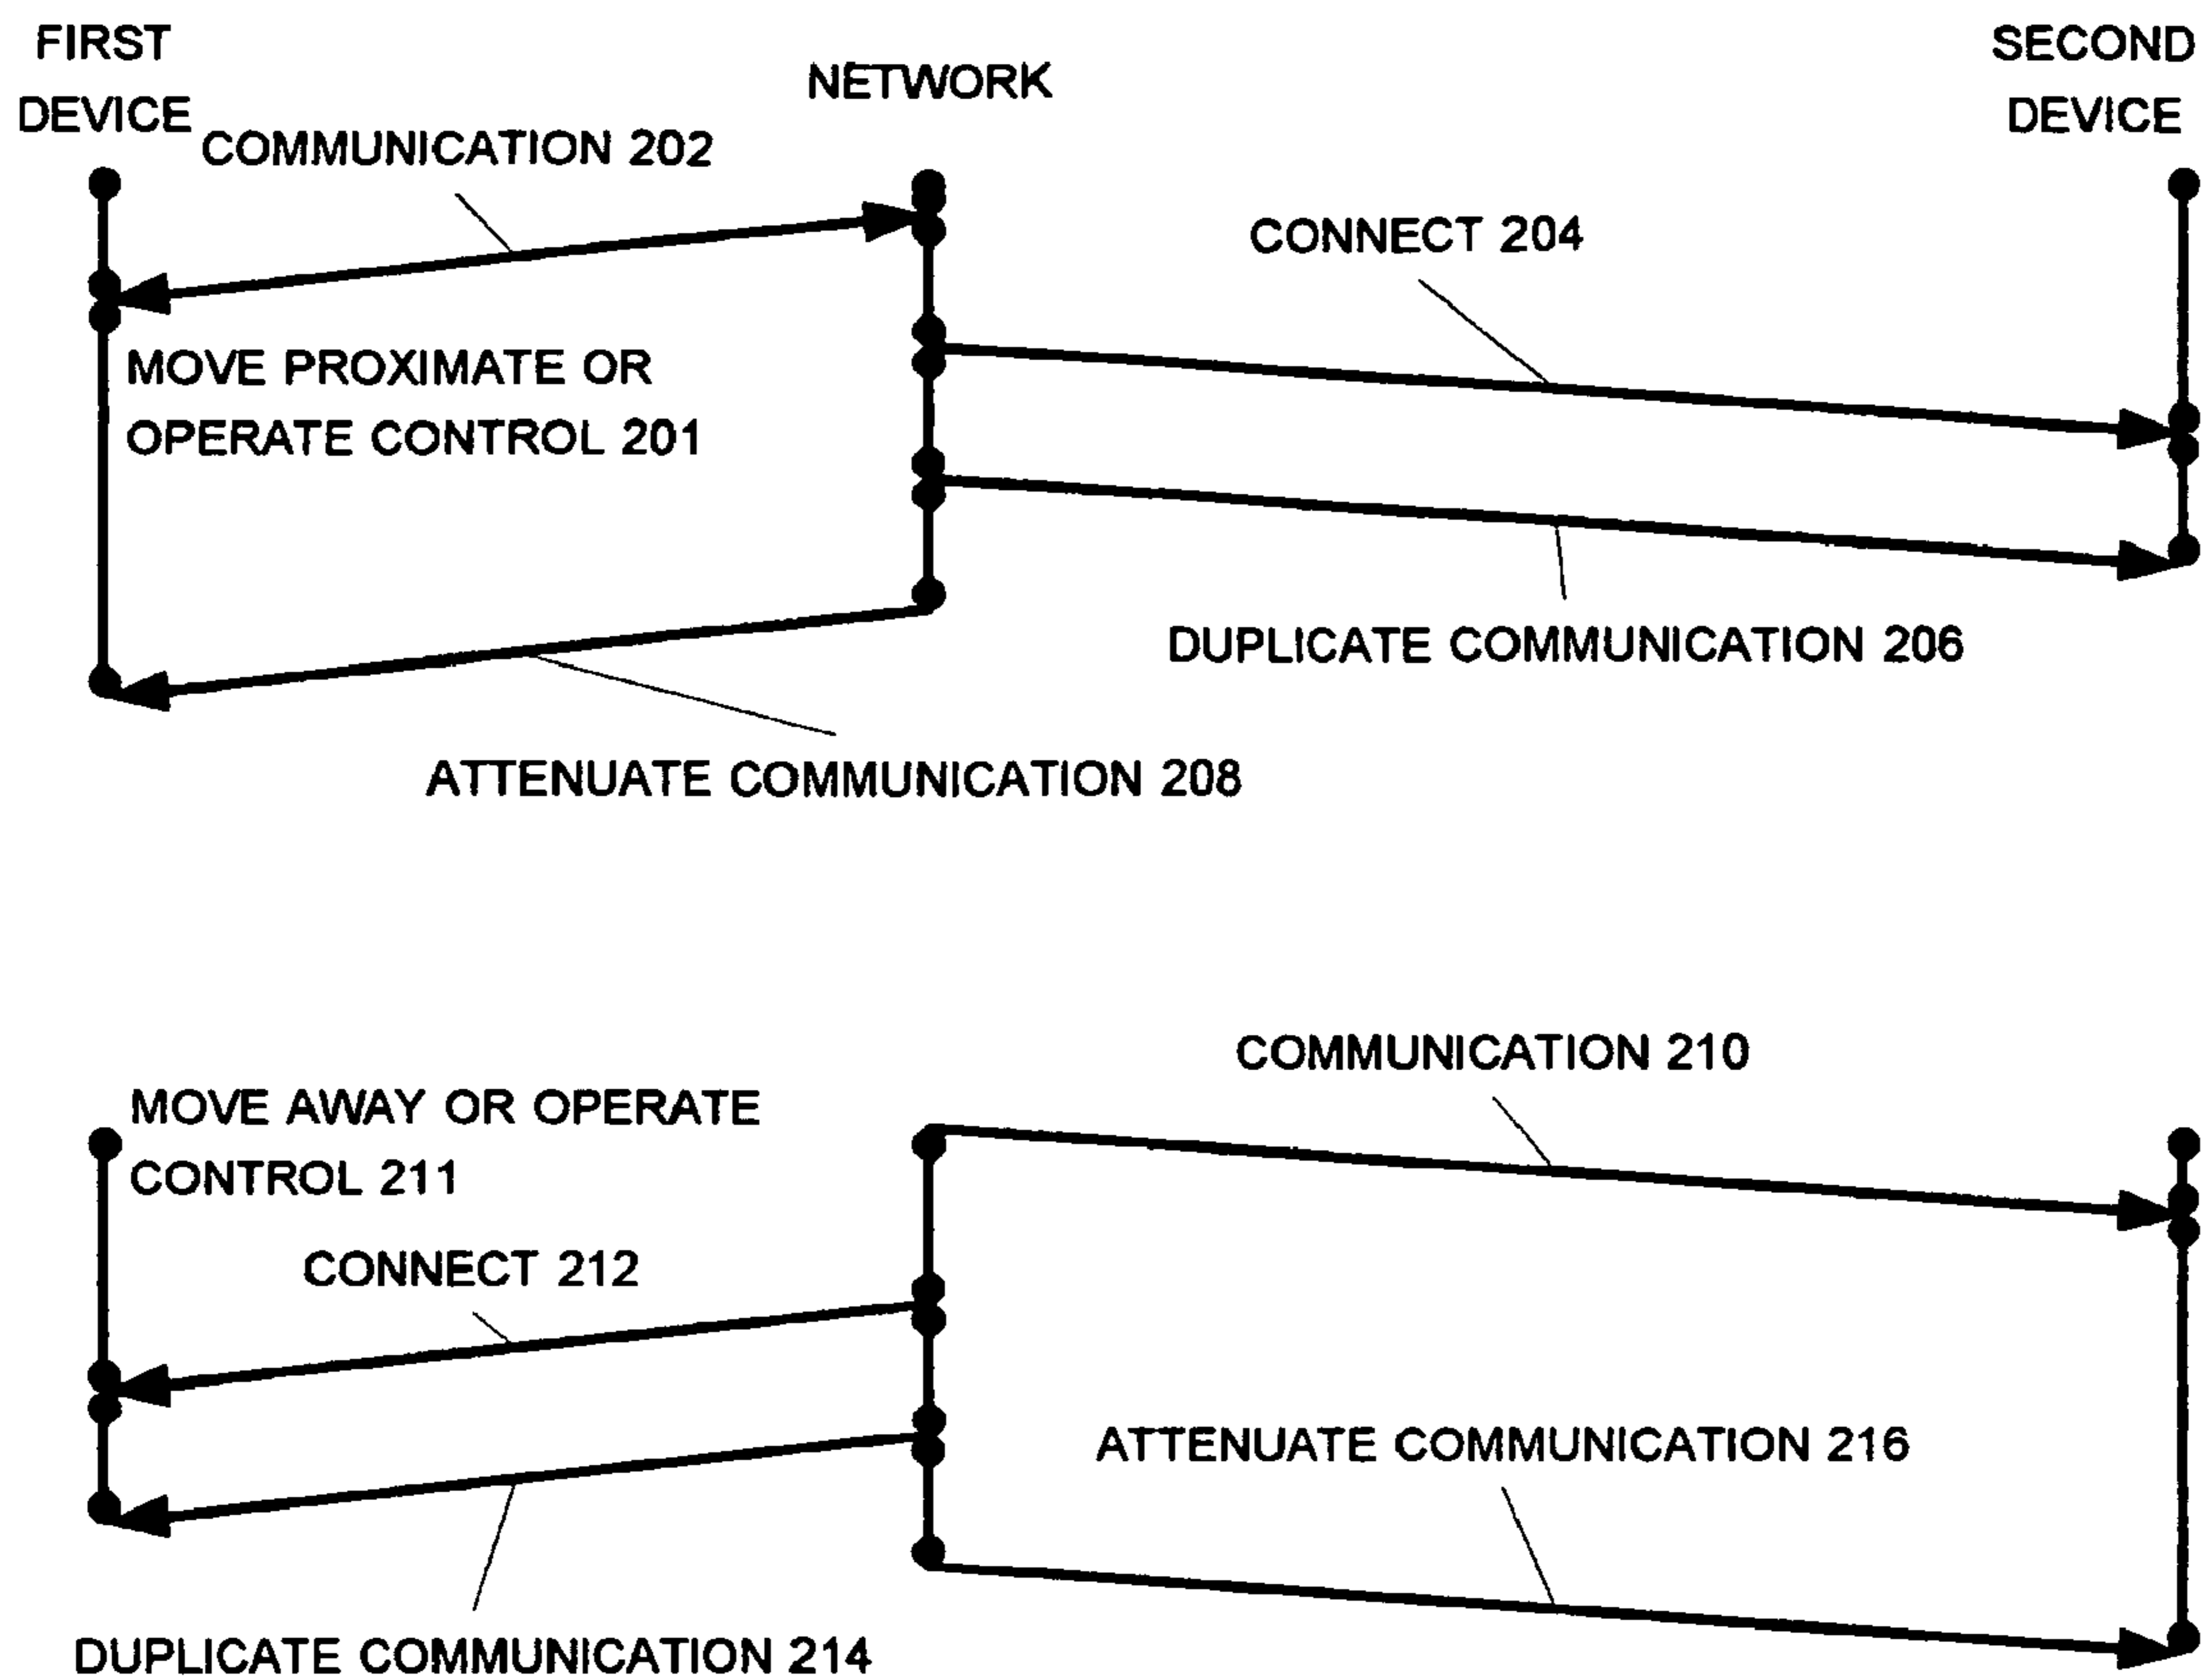 FIRST
DEVICE
NETWORK
SECOND
DEVICE
COMMUNICATION 202
CONNECT 204
MOVE PROXIMATE OR
OPERATE CONTROL 201
DUPLICATE COMMUNICATION 206
ATTENUATE COMMUNICATION 208
COMMUNICATION 210
MOVE AWAY OR OPERATE
CONTROL 211
CONNECT 212
ATTENUATE COMMUNICATION 216
DUPLICATE COMMUNICATION 214